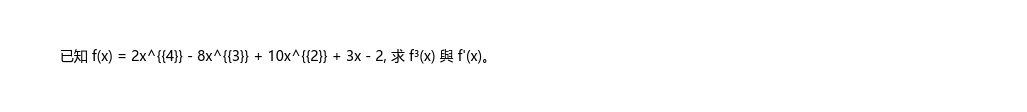 已知 f(x) = 2x^{{4}} - 8x^{{3}} + 10x^{{2}} + 3x - 2, 求 f³(x) 與 f'(x)。